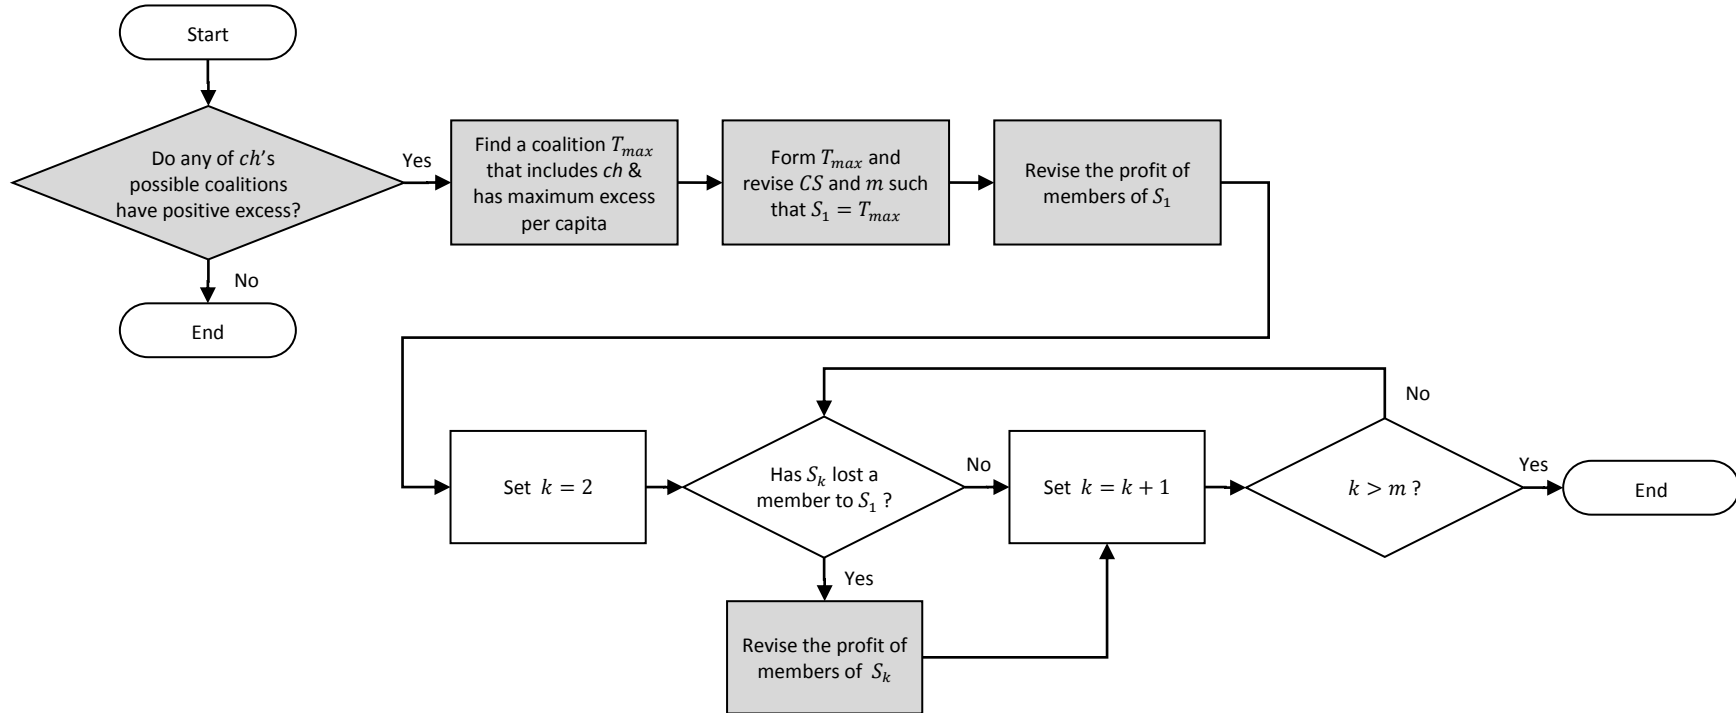 Start
Do any of ch's
possible coalitions
have positive excess?
Yes
No
End
Find a coalition T_max
that includes ch &
has maximum excess
per capita
Form T_max and
revise CS and m such
that S_1 = T_max
Revise the profit of
members of S_1
Set k = 2
Has S_k lost a
member to S_1 ?
No
Yes
Revise the profit of
members of S_k
Set k = k + 1
k > m ?
No
Yes
End